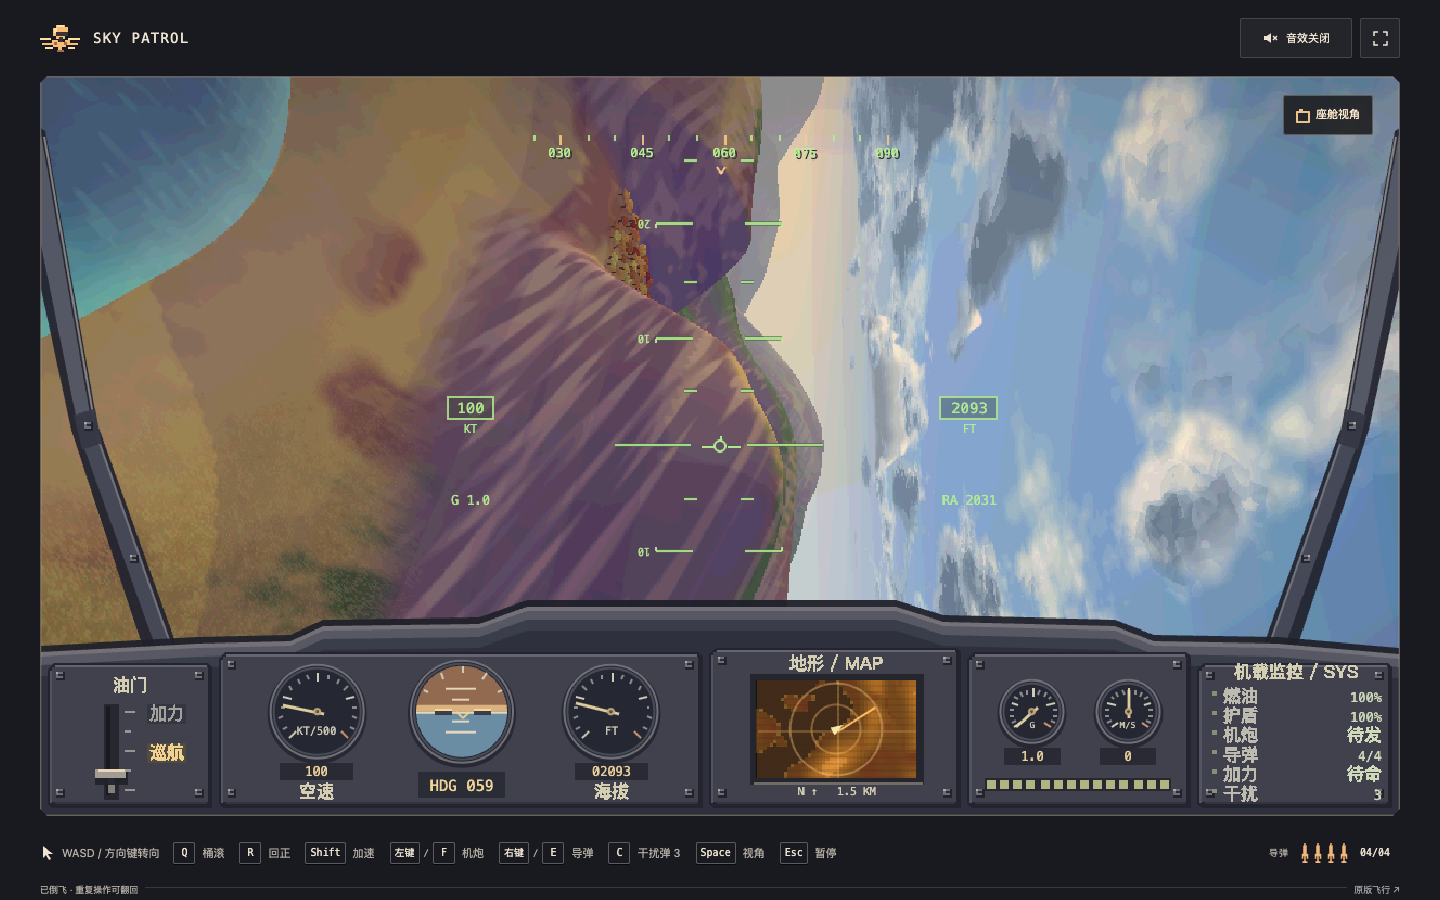 SKY PATROL
音效关闭
座舱视角
030 045 060 075 090
20
10
100
KT
2093
FT
G 1.0
RA 2031
10
油门
加力
巡航
KT/500
100
空速
HDG 059
FT
02093
海拔
地形 / MAP
N ↑ 1.5 KM
G
1.0
M/S
0
机载监控 / SYS
燃油 100%
护盾 100%
机炮 待发
导弹 4/4
加力 待命
干扰 3
WASD / 方向键转向 Q 桶滚 R 回正 Shift 加速 左键 / F 机炮 右键 / E 导弹 C 干扰弹 3 Space 视角 Esc 暂停
导弹 04/04
已倒飞 · 重复操作可翻回
原版飞行 ↗